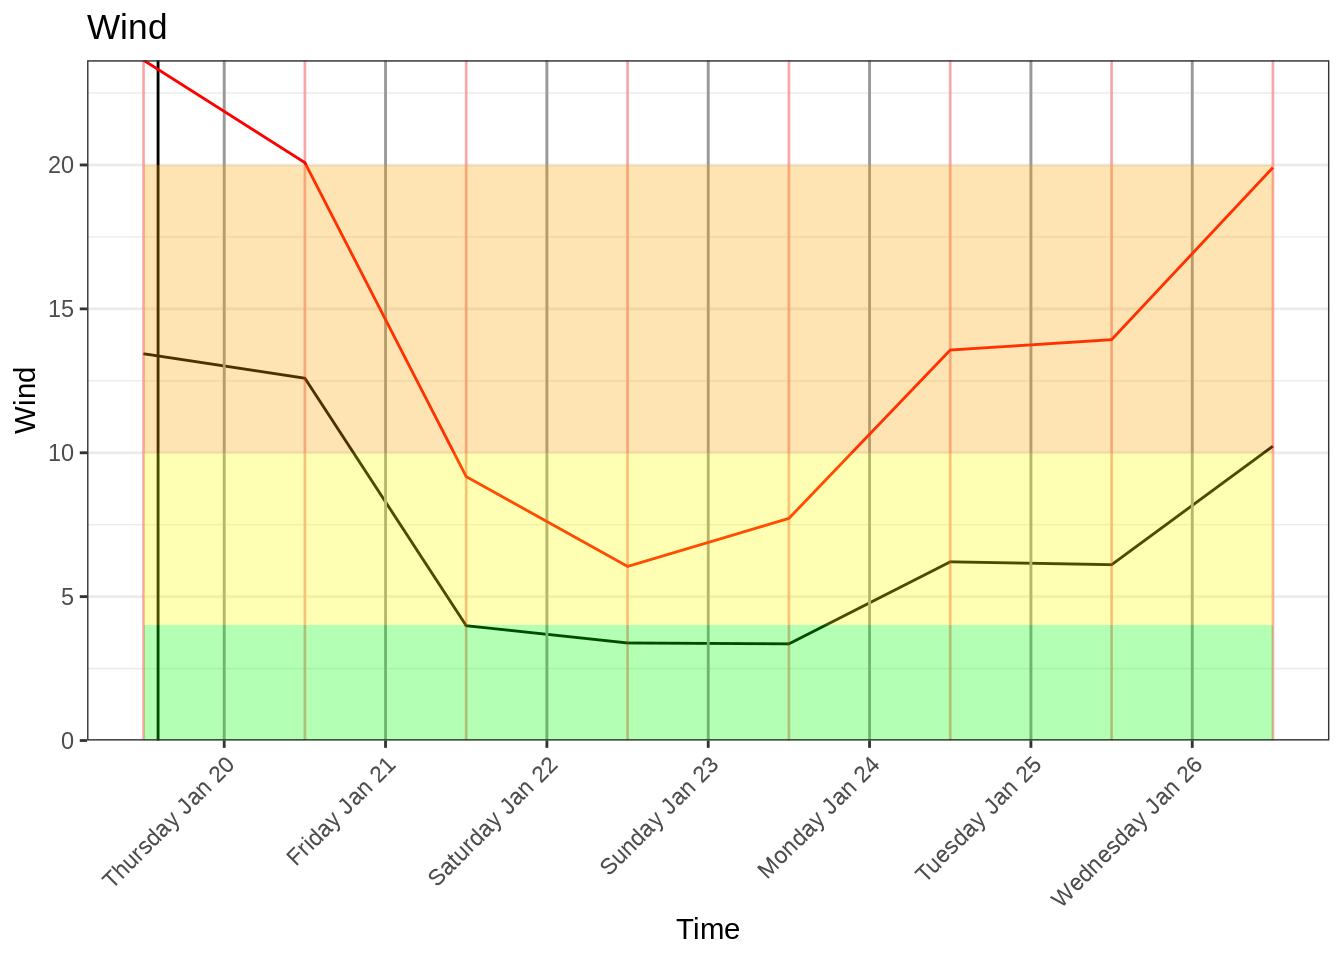 Wind
Wind
20
15
10
5
0
Thursday Jan 20
Friday Jan 21
Saturday Jan 22
Sunday Jan 23
Monday Jan 24
Tuesday Jan 25
Wednesday Jan 26
Time